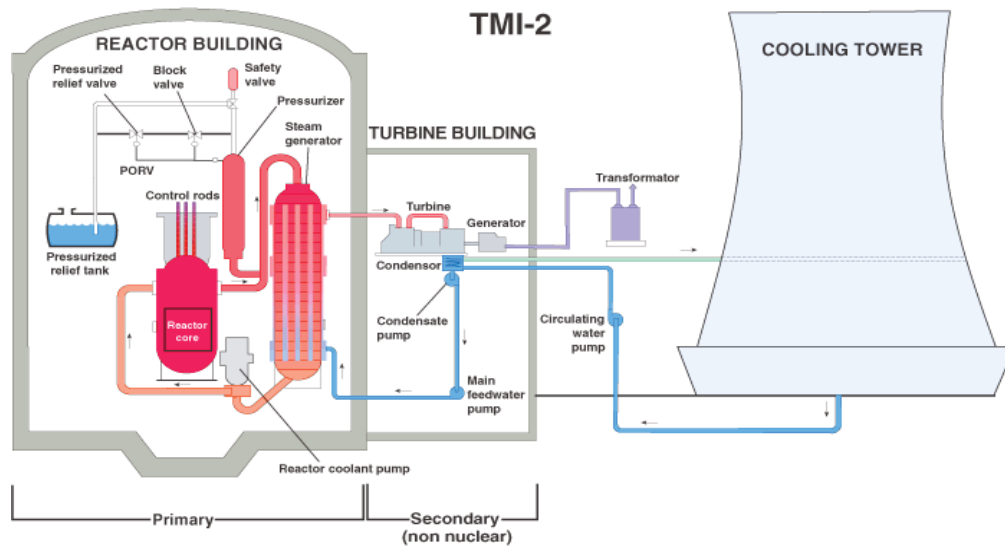 TMI-2
REACTOR BUILDING
COOLING TOWER
Pressurized
relief valve
Block
valve
Safety
valve
Pressurizer
Steam
generator
TURBINE BUILDING
PORV
Control rods
Transformator
Turbine
Generator
Pressurized
relief tank
Condensor
Reactor
core
Condensate
pump
Circulating
water
pump
Main
feedwater
pump
Reactor coolant pump
Primary
Secondary
(non nuclear)